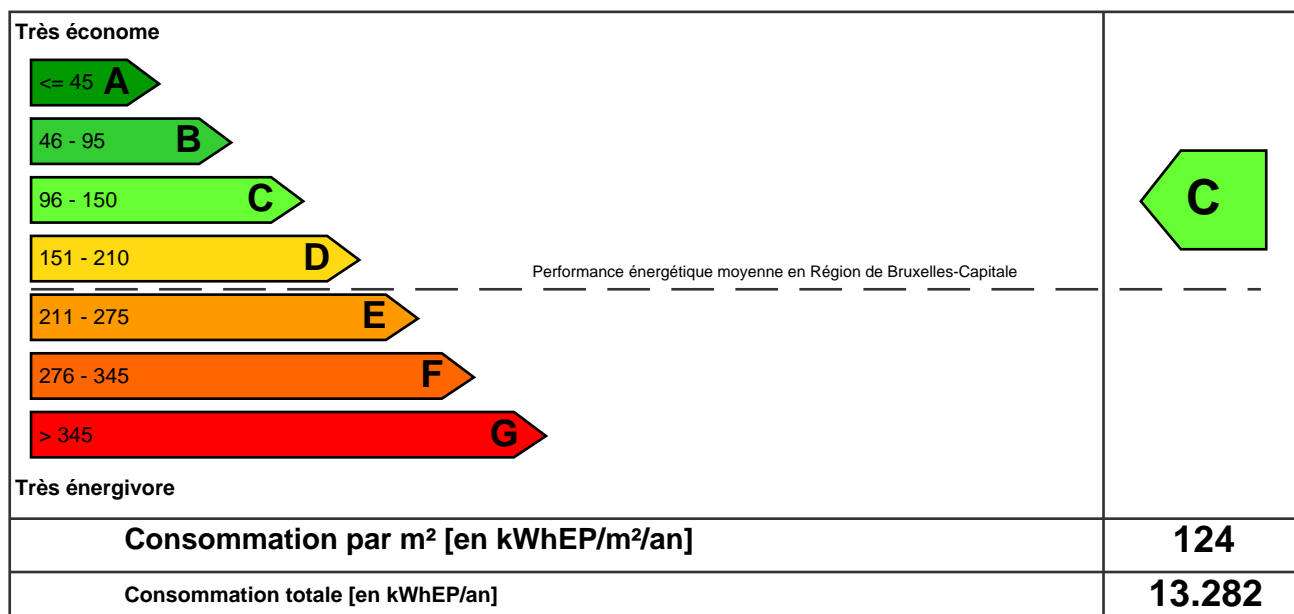 Très économe
<= 45 A
46 - 95 B
96 - 150 C
C
151 - 210 D
Performance énergétique moyenne en Région de Bruxelles-Capitale
211 - 275 E
276 - 345 F
> 345 G
Très énergivore
Consommation par m² [en kWhEP/m²/an] 124
Consommation totale [en kWhEP/an] 13.282